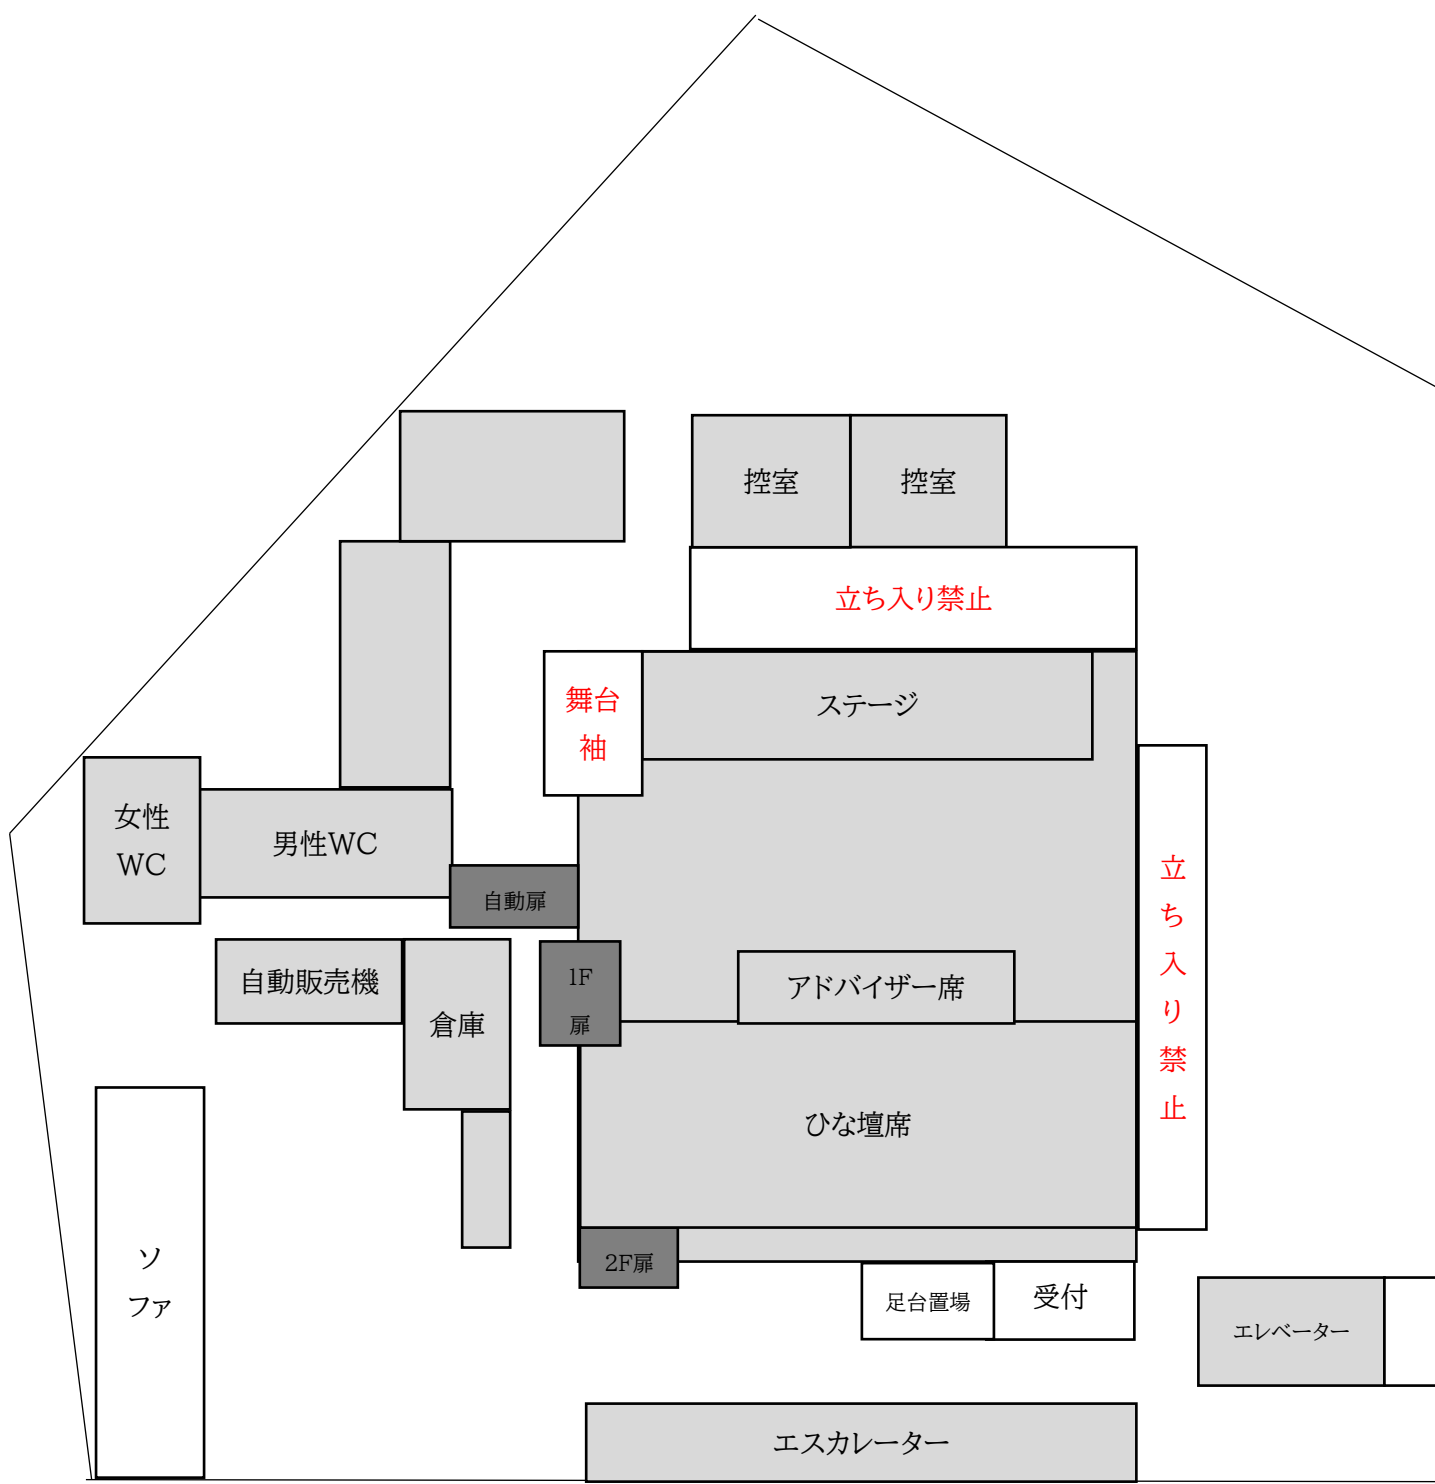 控室
控室
立ち入り禁止
舞台
袖
ステージ
女性
WC
男性WC
自動扉
立ち入り禁止
自動販売機
倉庫
1F
扉
アドバイザー席
ひな壇席
ソ
ファ
2F扉
足台置場
受付
エレベーター
エスカレーター